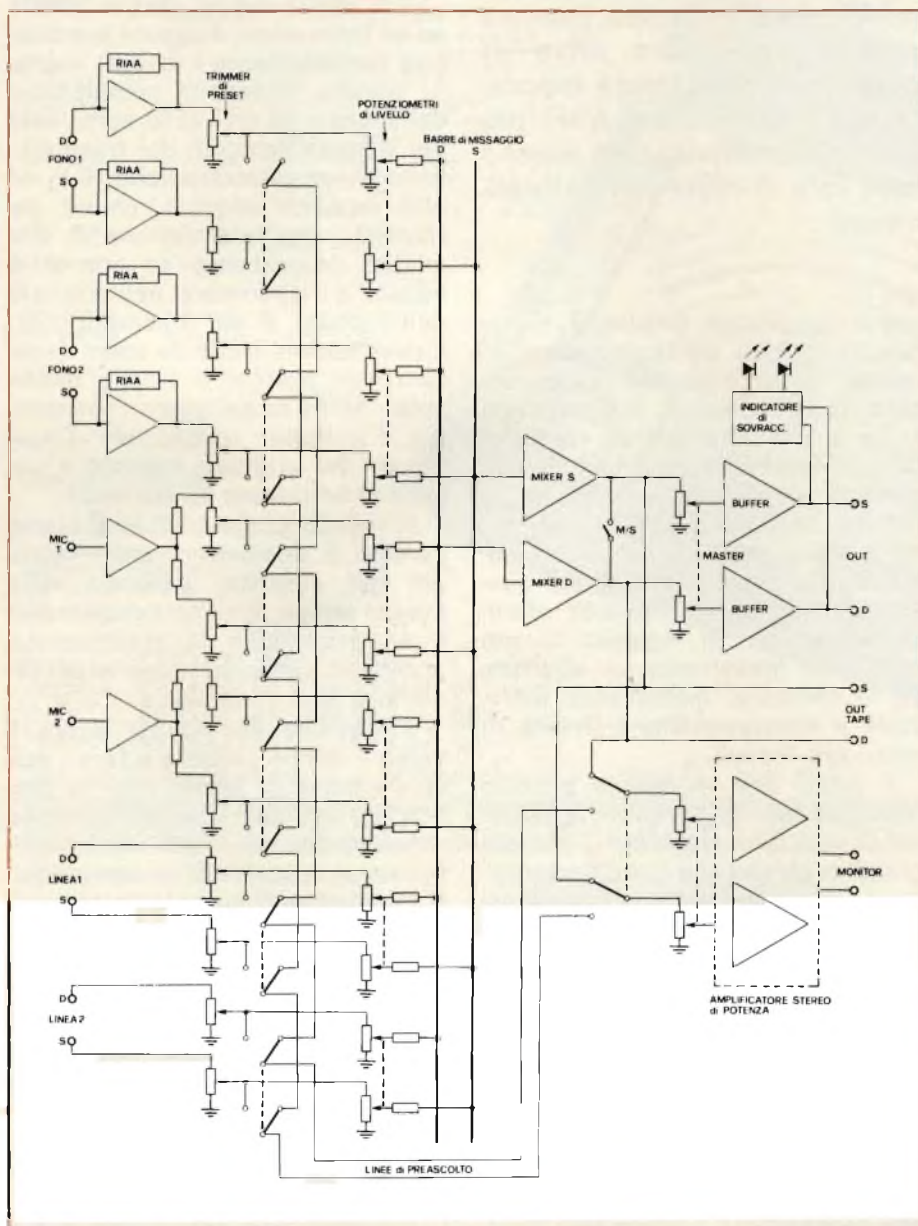 RIAA
TRIMMER
di
PRESET
POTENZIOMETRI
di LIVELLO
BARRE di MISSAGGIO
D S
D
FONO 1
RIAA
S
RIAA
D
FONO 2
RIAA
S
MIC
1
MIC
2
D
LINEA 1
S
D
LINEA 2
S
LINEE di PREASCOLTO
MIXER S
MIXER D
M/S
MASTER
INDICATORE
di
SOVRACC.
BUFFER
BUFFER
S
OUT
D
S
OUT
TAPE
D
MONITOR
AMPLIFICATORE STEREO
di POTENZA